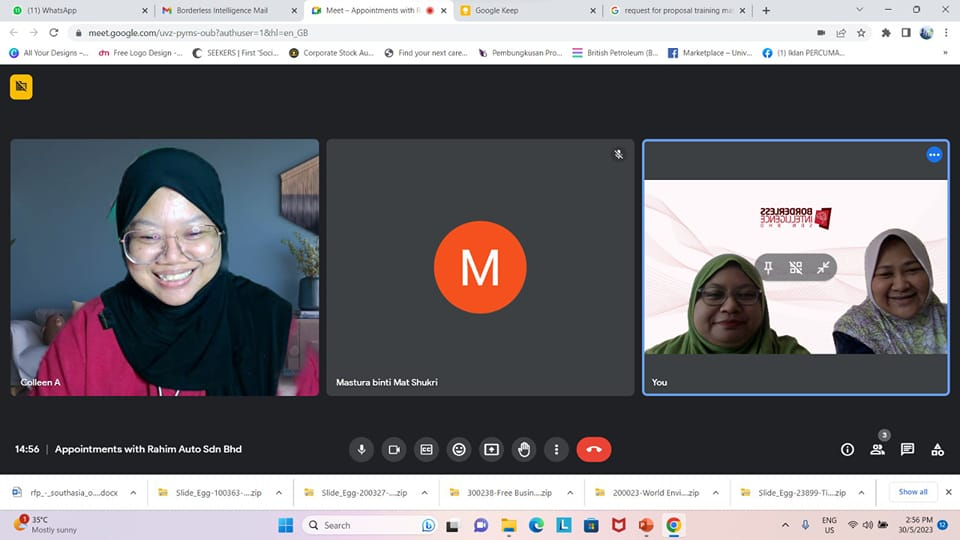 (11) WhatsApp
Borderless Intelligence Mail
Meet – Appointments with R
Google Keep
request for proposal training ma
meet.google.com/uvz-pyms-oub?authuser=1&hl=en_GB
All Your Designs –...
Free Logo Design -...
SEEKERS | First 'Soci...
Corporate Stock Au...
Find your next care...
Pembungkusan Pro...
British Petroleum (B...
Marketplace – Univ...
(1) Iklan PERCUMA...
»
M
BORDERLESS
INTELLIGENCE
SDN BHD
Colleen A
Mastura binti Mat Shukri
You
14:56 | Appointments with Rahim Auto Sdn Bhd
3
rfp_-_southasia_o....docx
Slide_Egg-100363-....zip
Slide_Egg-200327-....zip
300238-Free Busin....zip
200023-World Envi....zip
Slide_Egg-23899-Ti....zip
Show all
1
35°C
Mostly sunny
Search
L
ENG
US
2:56 PM
30/5/2023
12